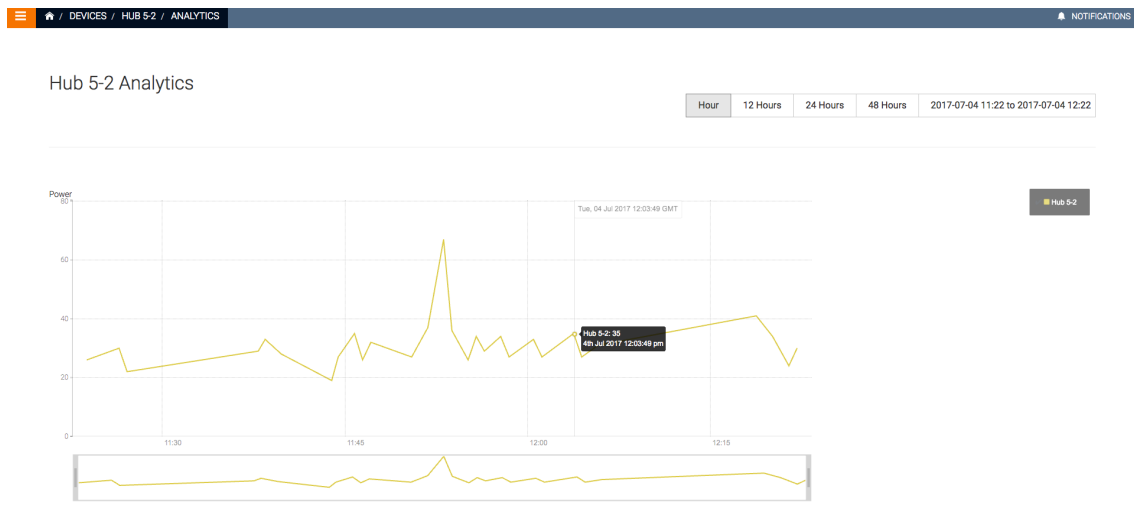 / DEVICES / HUB 5-2 / ANALYTICS
NOTIFICATIONS
Hub 5-2 Analytics
Hour 12 Hours 24 Hours 48 Hours 2017-07-04 11:22 to 2017-07-04 12:22
Power
80
Tue, 04 Jul 2017 12:03:49 GMT
Hub 5-2
60
40
Hub 5-2: 35
4th Jul 2017 12:03:49 pm
20
0
11:30 11:45 12:00 12:15